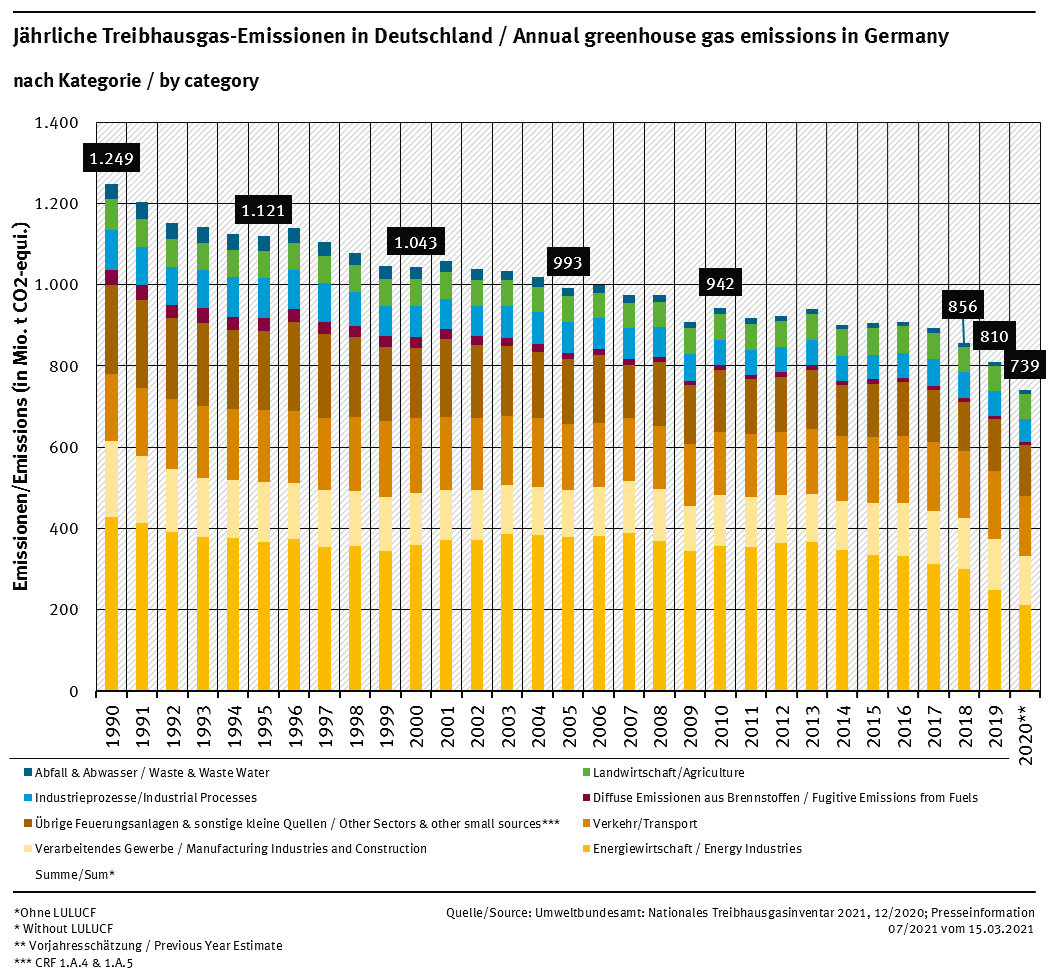 Jährliche Treibhausgas-Emissionen in Deutschland / Annual greenhouse gas emissions in Germany
nach Kategorie / by category
Emissionen/Emissions (in Mio. t CO2-equi.)
1.400
1.200
1.000
800
600
400
200
0
1.249
1.121
1.043
993
942
856
810
739
1990
1991
1992
1993
1994
1995
1996
1997
1998
1999
2000
2001
2002
2003
2004
2005
2006
2007
2008
2009
2010
2011
2012
2013
2014
2015
2016
2017
2018
2019
2020**
Abfall & Abwasser / Waste & Waste Water
Landwirtschaft/Agriculture
Industrieprozesse/Industrial Processes
Diffuse Emissionen aus Brennstoffen / Fugitive Emissions from Fuels
Übrige Feuerungsanlagen & sonstige kleine Quellen / Other Sectors & other small sources***
Verkehr/Transport
Verarbeitendes Gewerbe / Manufacturing Industries and Construction
Energiewirtschaft / Energy Industries
Summe/Sum*
*Ohne LULUCF
* Without LULUCF
** Vorjahresschätzung / Previous Year Estimate
*** CRF 1.A.4 & 1.A.5
Quelle/Source: Umweltbundesamt: Nationales Treibhausgasinventar 2021, 12/2020; Presseinformation
07/2021 vom 15.03.2021